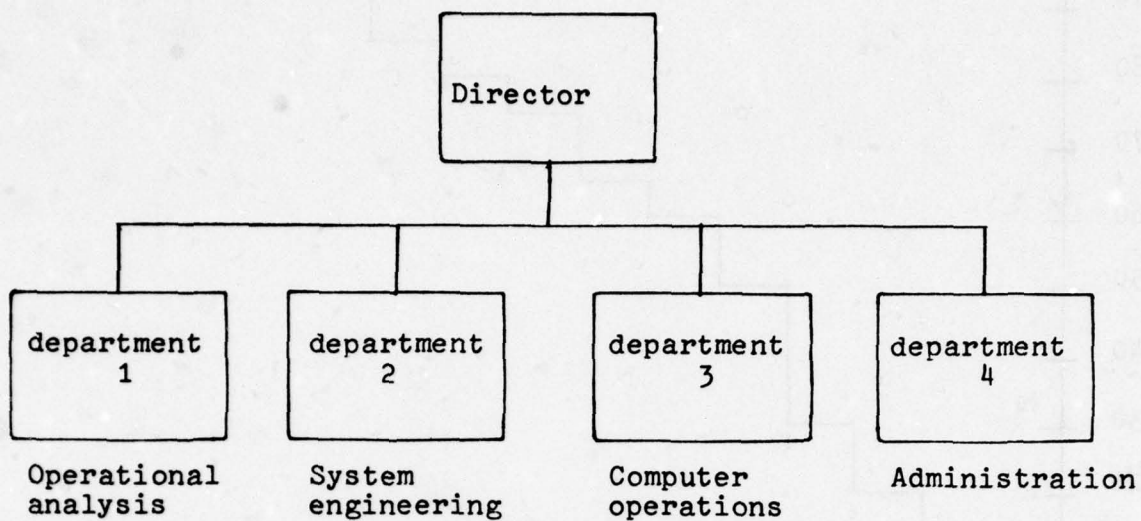 Director
department
1
department
2
department
3
department
4
Operational
analysis
System
engineering
Computer
operations
Administration